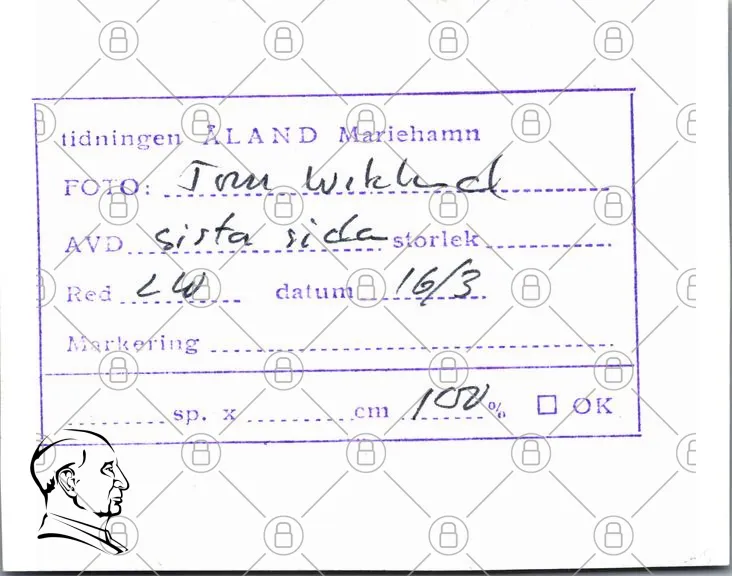 tidningen ÅLAND Mariehamn
FOTO: Tom Wiklund
AVD sista sida storlek
Red LW datum 16/3
Markering
sp. x cm 100 % OK